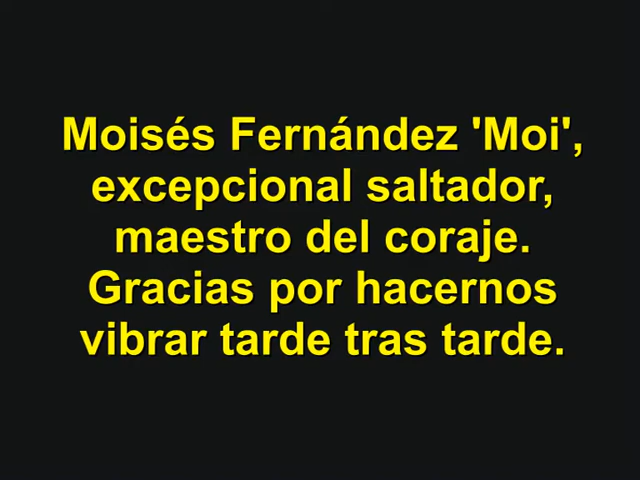 Moisés Fernández 'Moi',
excepcional saltador,
maestro del coraje.
Gracias por hacernos
vibrar tarde tras tarde.